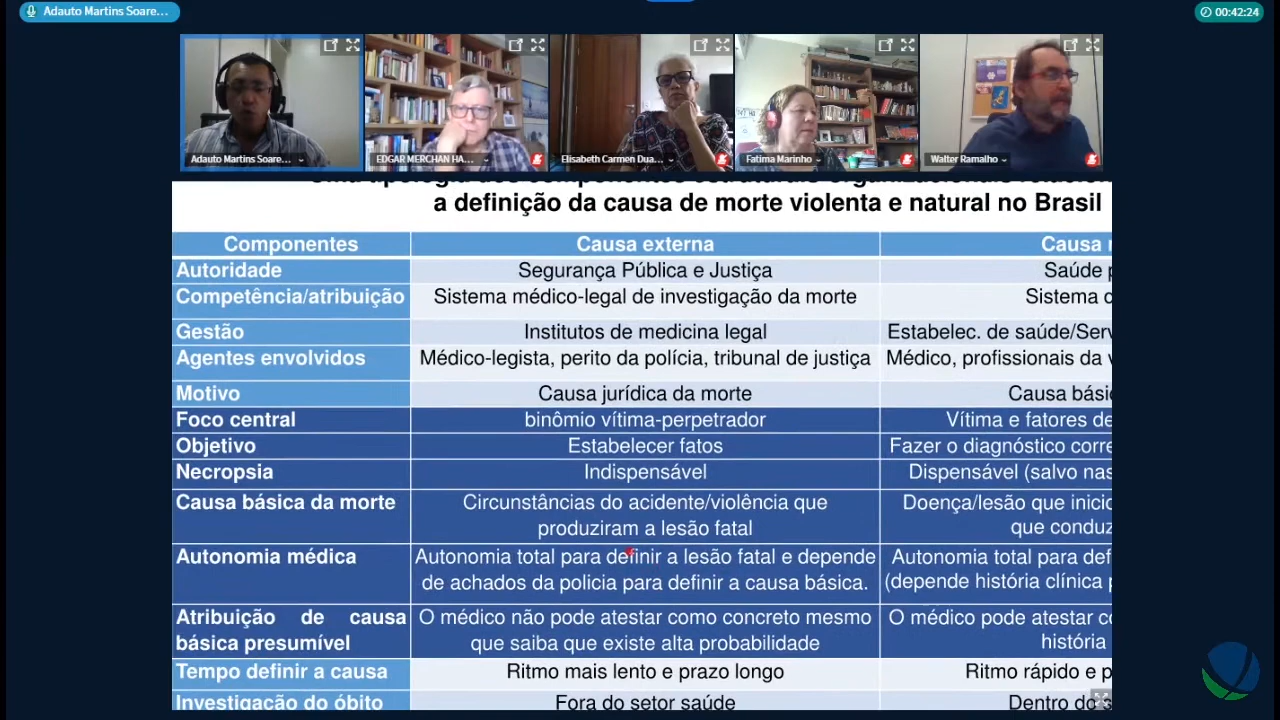 Adauto Martins Soare...
00:42:24
Adauto Martins Soare...
EDGAR MERCHAN HA...
Elisabeth Carmen Dua...
Fatima Marinho
Walter Ramalho
a definição da causa de morte violenta e natural no Brasil
Componentes Causa externa Causa
Autoridade Segurança Pública e Justiça Saúde
Competência/atribuição Sistema médico-legal de investigação da morte Sistema
Gestão Institutos de medicina legal Estabelec. de saúde/Ser
Agentes envolvidos Médico-legista, perito da polícia, tribunal de justiça Médico, profissionais da
Motivo Causa jurídica da morte Causa bási
Foco central binômio vítima-perpetrador Vítima e fatores de
Objetivo Estabelecer fatos Fazer o diagnóstico corre
Necropsia Indispensável Dispensável (salvo nas
Causa básica da morte Circunstâncias do acidente/violência que Doença/lesão que inicio
produziram a lesão fatal que conduz
Autonomia médica Autonomia total para definir a lesão fatal e depende Autonomia total para def
de achados da policia para definir a causa básica. (depende história clínica
Atribuição de causa O médico não pode atestar como concreto mesmo O médico pode atestar
básica presumível que saiba que existe alta probabilidade história
Tempo definir a causa Ritmo mais lento e prazo longo Ritmo rápido e p
Investigação do óbito Fora do setor saúde Dentro do